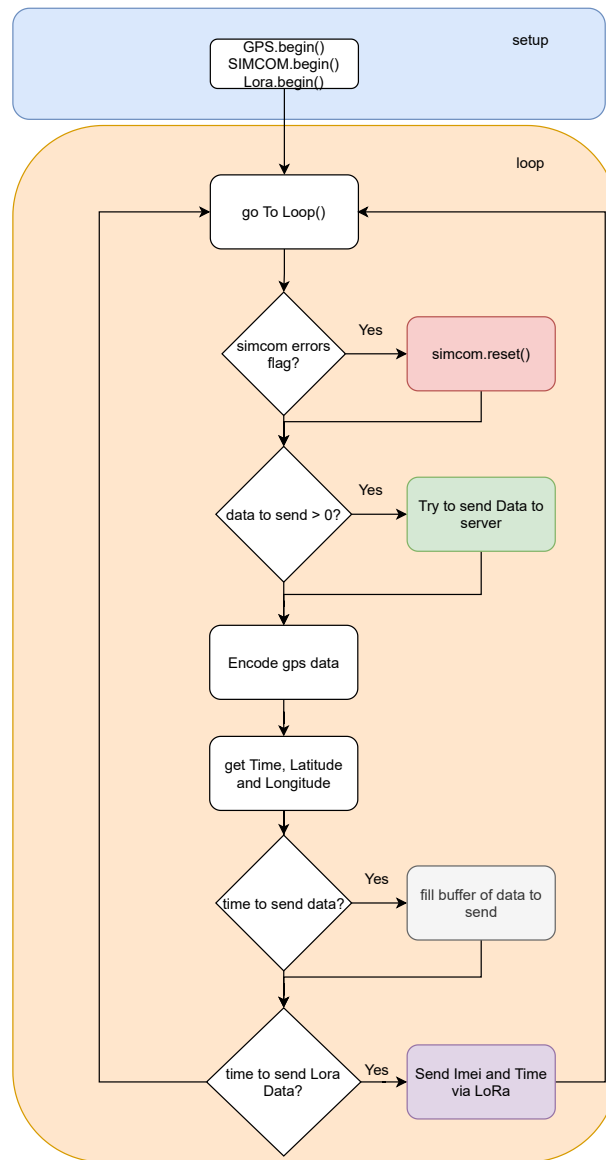 setup
GPS.begin()
SIMCOM.begin()
Lora.begin()
loop
go To Loop()
simcom errors
flag?
Yes
simcom.reset()
data to send > 0?
Yes
Try to send Data to
server
Encode gps data
get Time, Latitude
and Longitude
time to send data?
Yes
fill buffer of data to
send
time to send Lora
Data?
Yes
Send Imei and Time
via LoRa